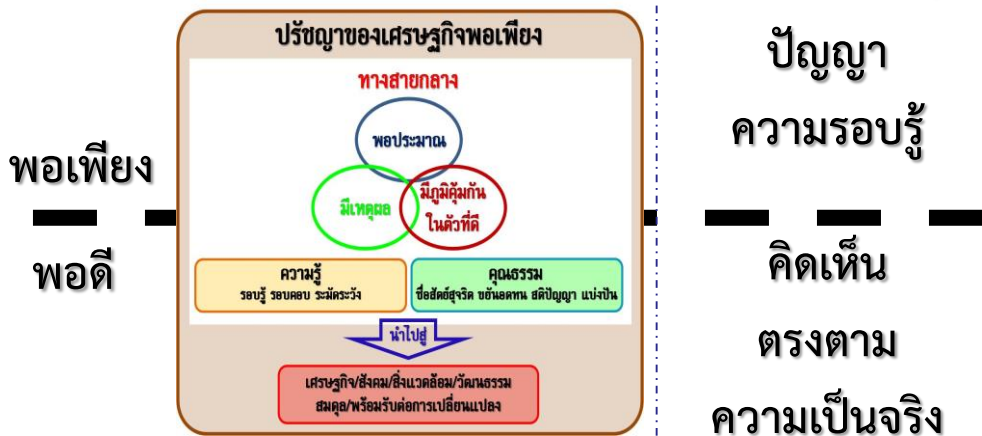 ปรัชญาของเศรษฐกิจพอเพียง
ทางสายกลาง
พอประมาณ
มีเหตุผล
มีภูมิคุ้มกัน
ในตัวที่ดี
ความรู้
รอบรู้ รอบคอบ ระมัดระวัง
คุณธรรม
ซื่อสัตย์สุจริต ขยันอดทน สติปัญญา แบ่งปัน
นำไปสู่
เศรษฐกิจ/สังคม/สิ่งแวดล้อม/วัฒนธรรม
สมดุล/พร้อมรับต่อการเปลี่ยนแปลง
พอเพียง
พอดี
ปัญญา
ความรอบรู้
คิดเห็น
ตรงตาม
ความเป็นจริง